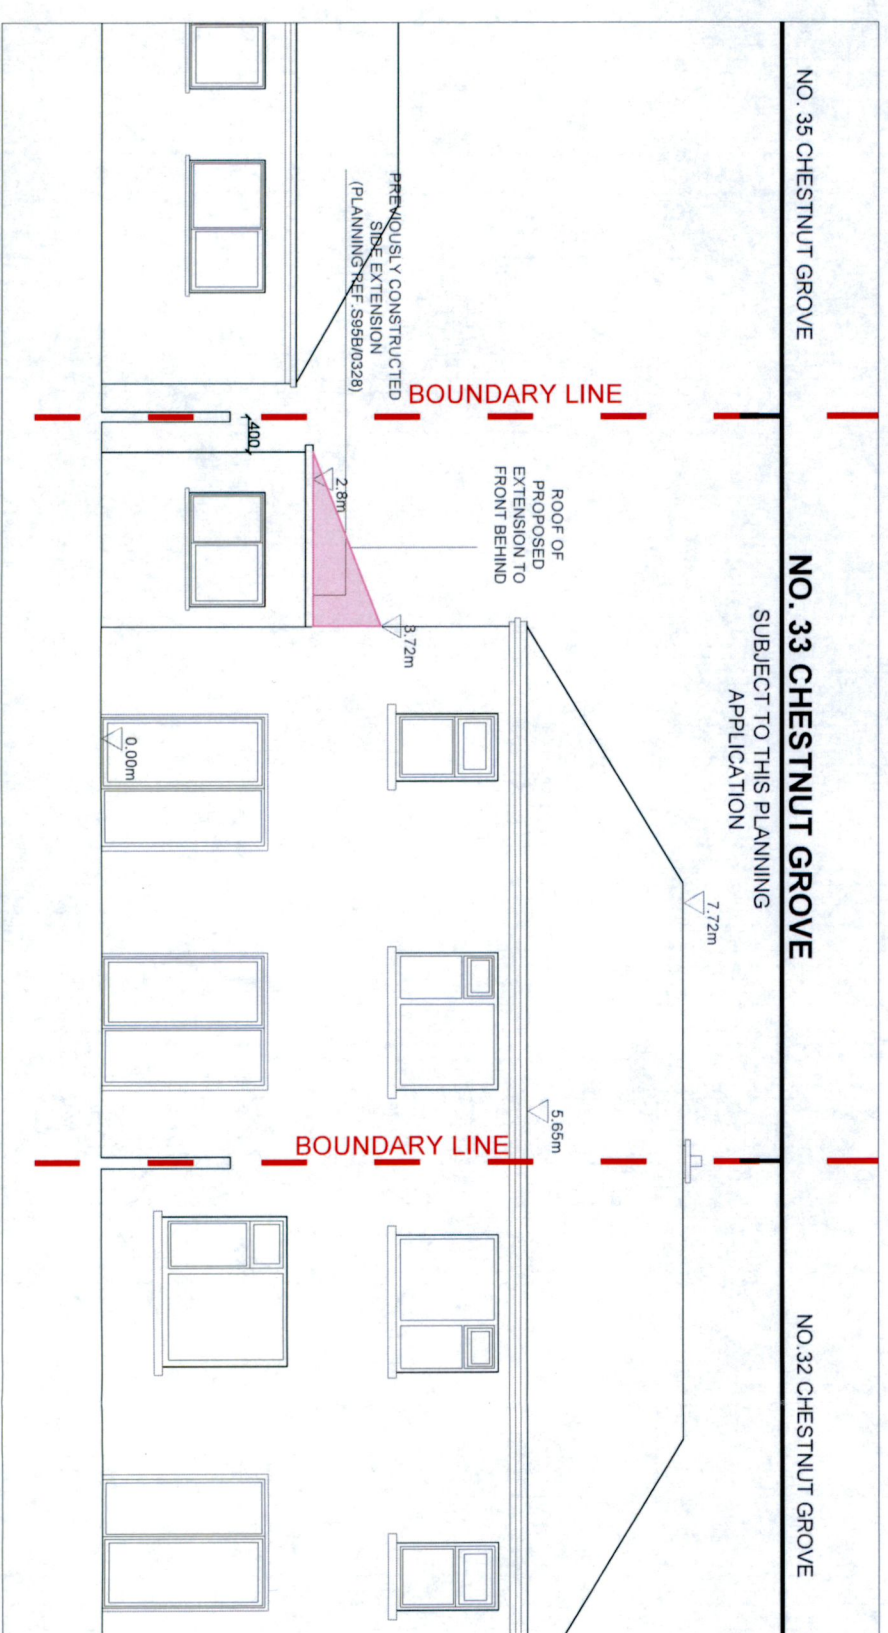 NO. 35 CHESTNUT GROVE
NO. 33 CHESTNUT GROVE
SUBJECT TO THIS PLANNING
APPLICATION
NO.32 CHESTNUT GROVE
BOUNDARY LINE
BOUNDARY LINE
PREVIOUSLY CONSTRUCTED
SIDE EXTENSION
(PLANNING REF.S95B/0328)
ROOF OF
PROPOSED
EXTENSION TO
FRONT BEHIND
400
2.8m
3.72m
0.00m
7.72m
5.65m